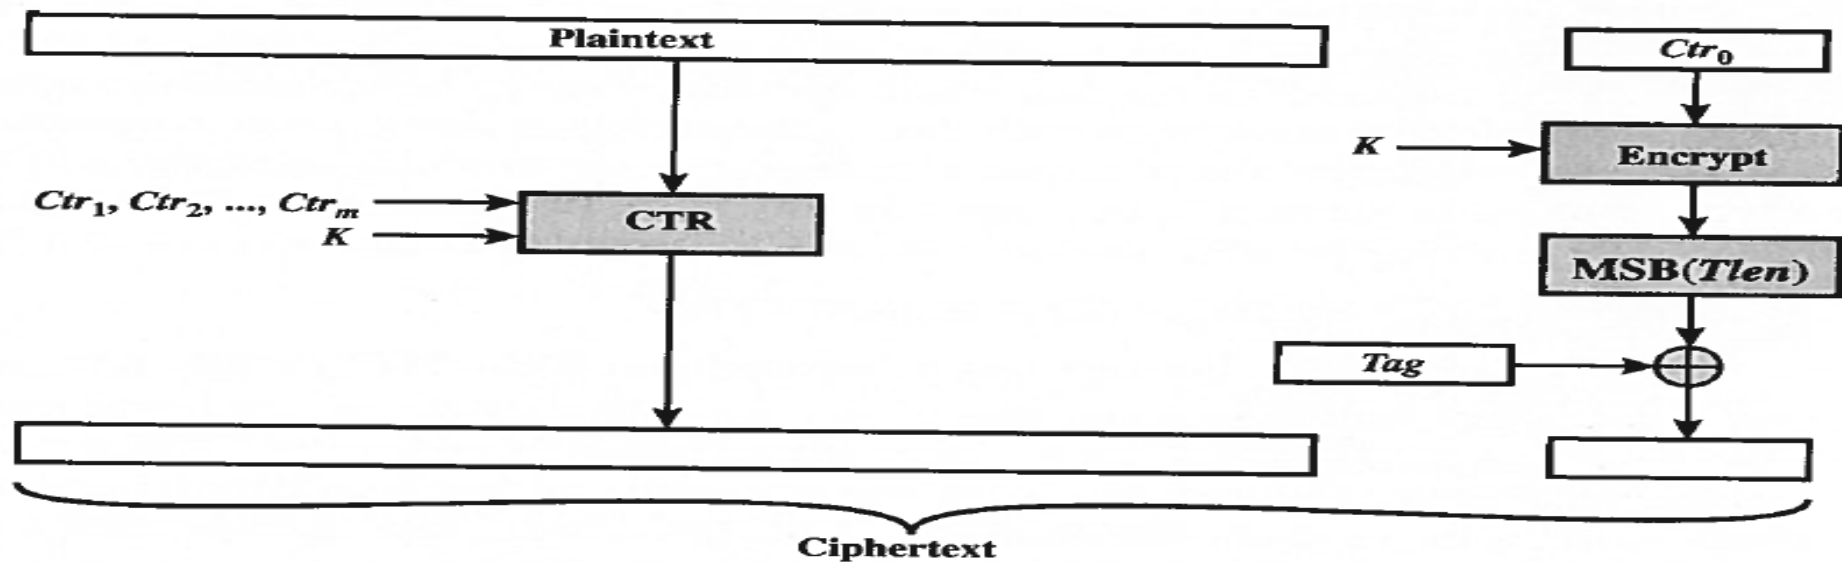 Plaintext
Ctr₀
K
Encrypt
Ctr₁, Ctr₂, ..., Ctrₘ
K
CTR
MSB(Tlen)
Tag
Ciphertext